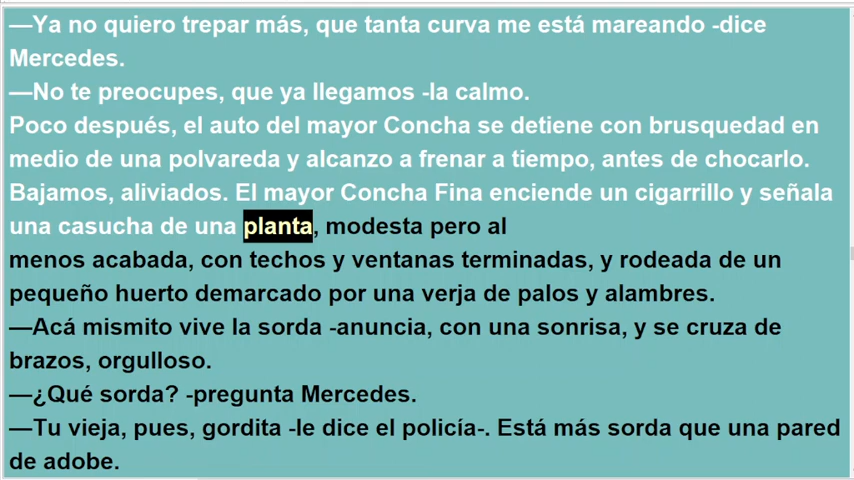 —Ya no quiero trepar más, que tanta curva me está mareando -dice
Mercedes.
—No te preocupes, que ya llegamos -la calmo.
Poco después, el auto del mayor Concha se detiene con brusquedad en
medio de una polvareda y alcanzo a frenar a tiempo, antes de chocarlo.
Bajamos, aliviados. El mayor Concha Fina enciende un cigarrillo y señala
una casucha de una planta, modesta pero al
menos acabada, con techos y ventanas terminadas, y rodeada de un
pequeño huerto demarcado por una verja de palos y alambres.
—Acá mismito vive la sorda -anuncia, con una sonrisa, y se cruza de
brazos, orgulloso.
—¿Qué sorda? -pregunta Mercedes.
—Tu vieja, pues, gordita -le dice el policía-. Está más sorda que una pared
de adobe.